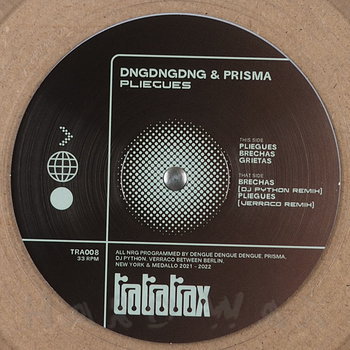 DNGDNGDNG & PRISMA
PLIEGUES
THIS SIDE
PLIEGUES
BRECHAS
GRIETAS
THAT SIDE
BRECHAS
(DJ PYTHON REMIX)
PLIEGUES
(VERRACO REMIX)
TRA008
33 RPM
ALL NRG PROGRAMMED BY DENGUE DENGUE DENGUE, PRISMA,
DJ PYTHON, VERRACO BETWEEN BERLIN,
NEW YORK & MEDALLO 2021 - 2022
tratratrax